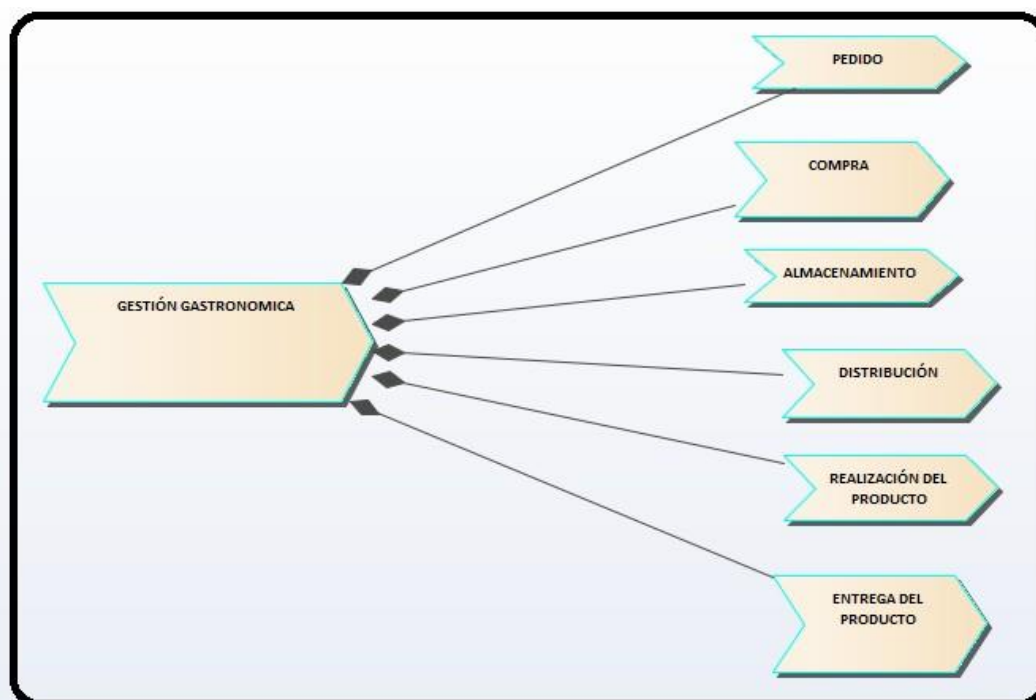 PEDIDO
COMPRA
ALMACENAMIENTO
GESTIÓN GASTRONOMICA
DISTRIBUCIÓN
REALIZACIÓN DEL
PRODUCTO
ENTREGA DEL
PRODUCTO